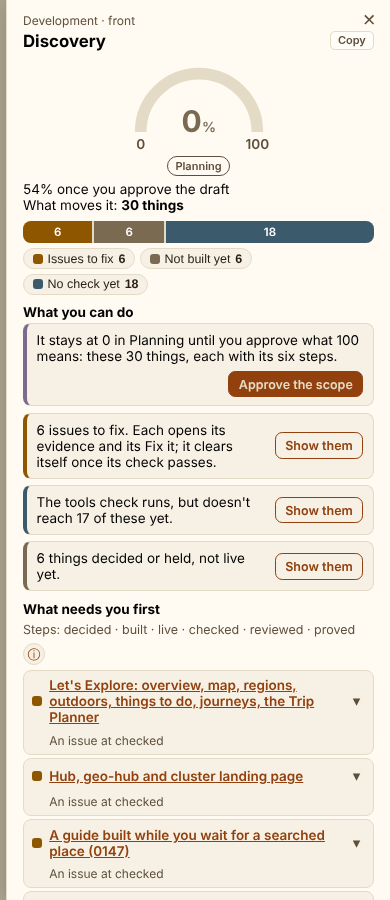 Development · front
✕
Discovery
Copy
0%
0
100
Planning
54% once you approve the draft
What moves it: 30 things
6
6
18
Issues to fix 6
Not built yet 6
No check yet 18
What you can do
It stays at 0 in Planning until you approve what 100
means: these 30 things, each with its six steps.
Approve the scope
6 issues to fix. Each opens its
evidence and its Fix it; it clears
itself once its check passes.
Show them
The tools check runs, but doesn't
reach 17 of these yet.
Show them
6 things decided or held, not live
yet.
Show them
What needs you first
Steps: decided · built · live · checked · reviewed · proved
ⓘ
Let's Explore: overview, map, regions,
outdoors, things to do, journeys, the Trip
Planner
▼
An issue at checked
Hub, geo-hub and cluster landing page
▼
An issue at checked
A guide built while you wait for a searched
place (0147)
▼
An issue at checked